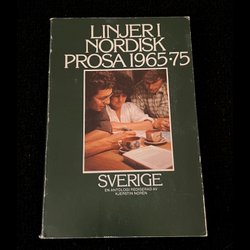 LINJER I
NORDISK
PROSA 1965-75
SVERIGE
EN ANTOLOGI REDIGERAD AV
KJERSTIN NORÉN